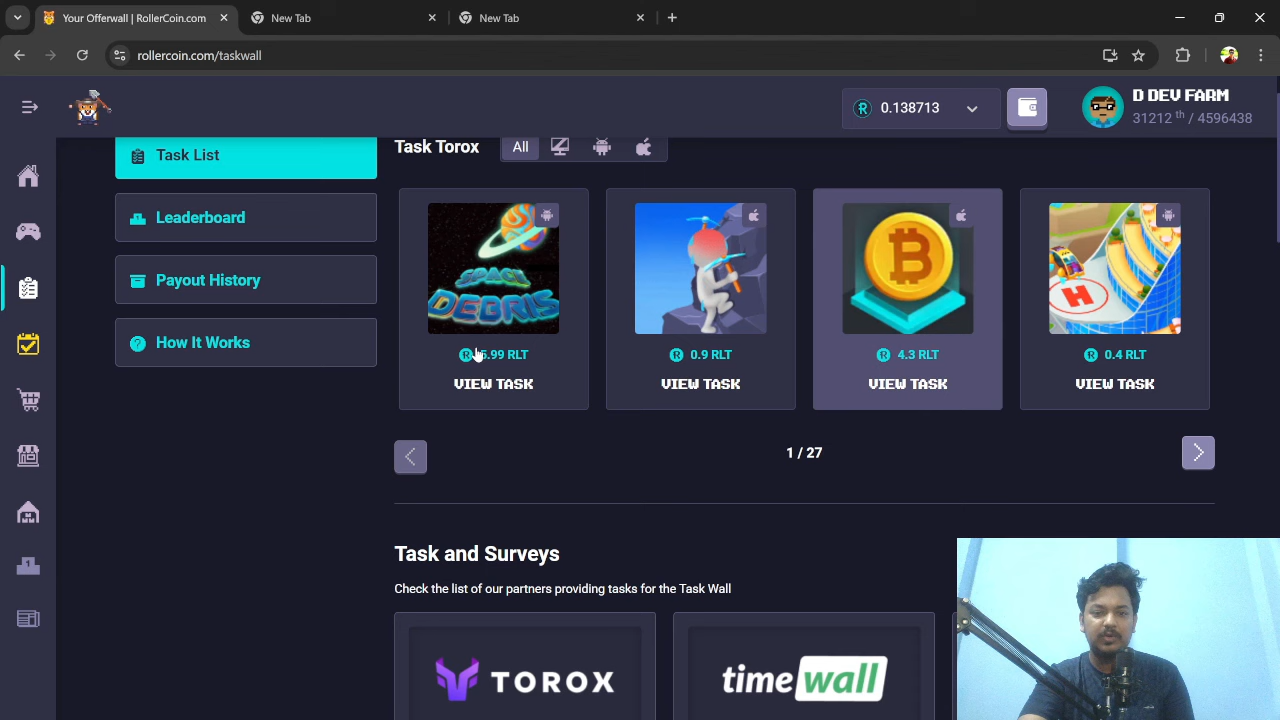 Your Offerwall | RollerCoin.com
New Tab
New Tab
rollercoin.com/taskwall
0.138713
D DEV FARM
31212 th / 4596438
Task List
Leaderboard
Payout History
How It Works
Task Torox
All
SPACE
DEBRIS
H
5.99 RLT
0.9 RLT
4.3 RLT
0.4 RLT
VIEW TASK
VIEW TASK
VIEW TASK
VIEW TASK
1 / 27
Task and Surveys
Check the list of our partners providing tasks for the Task Wall
TOROX
timewall